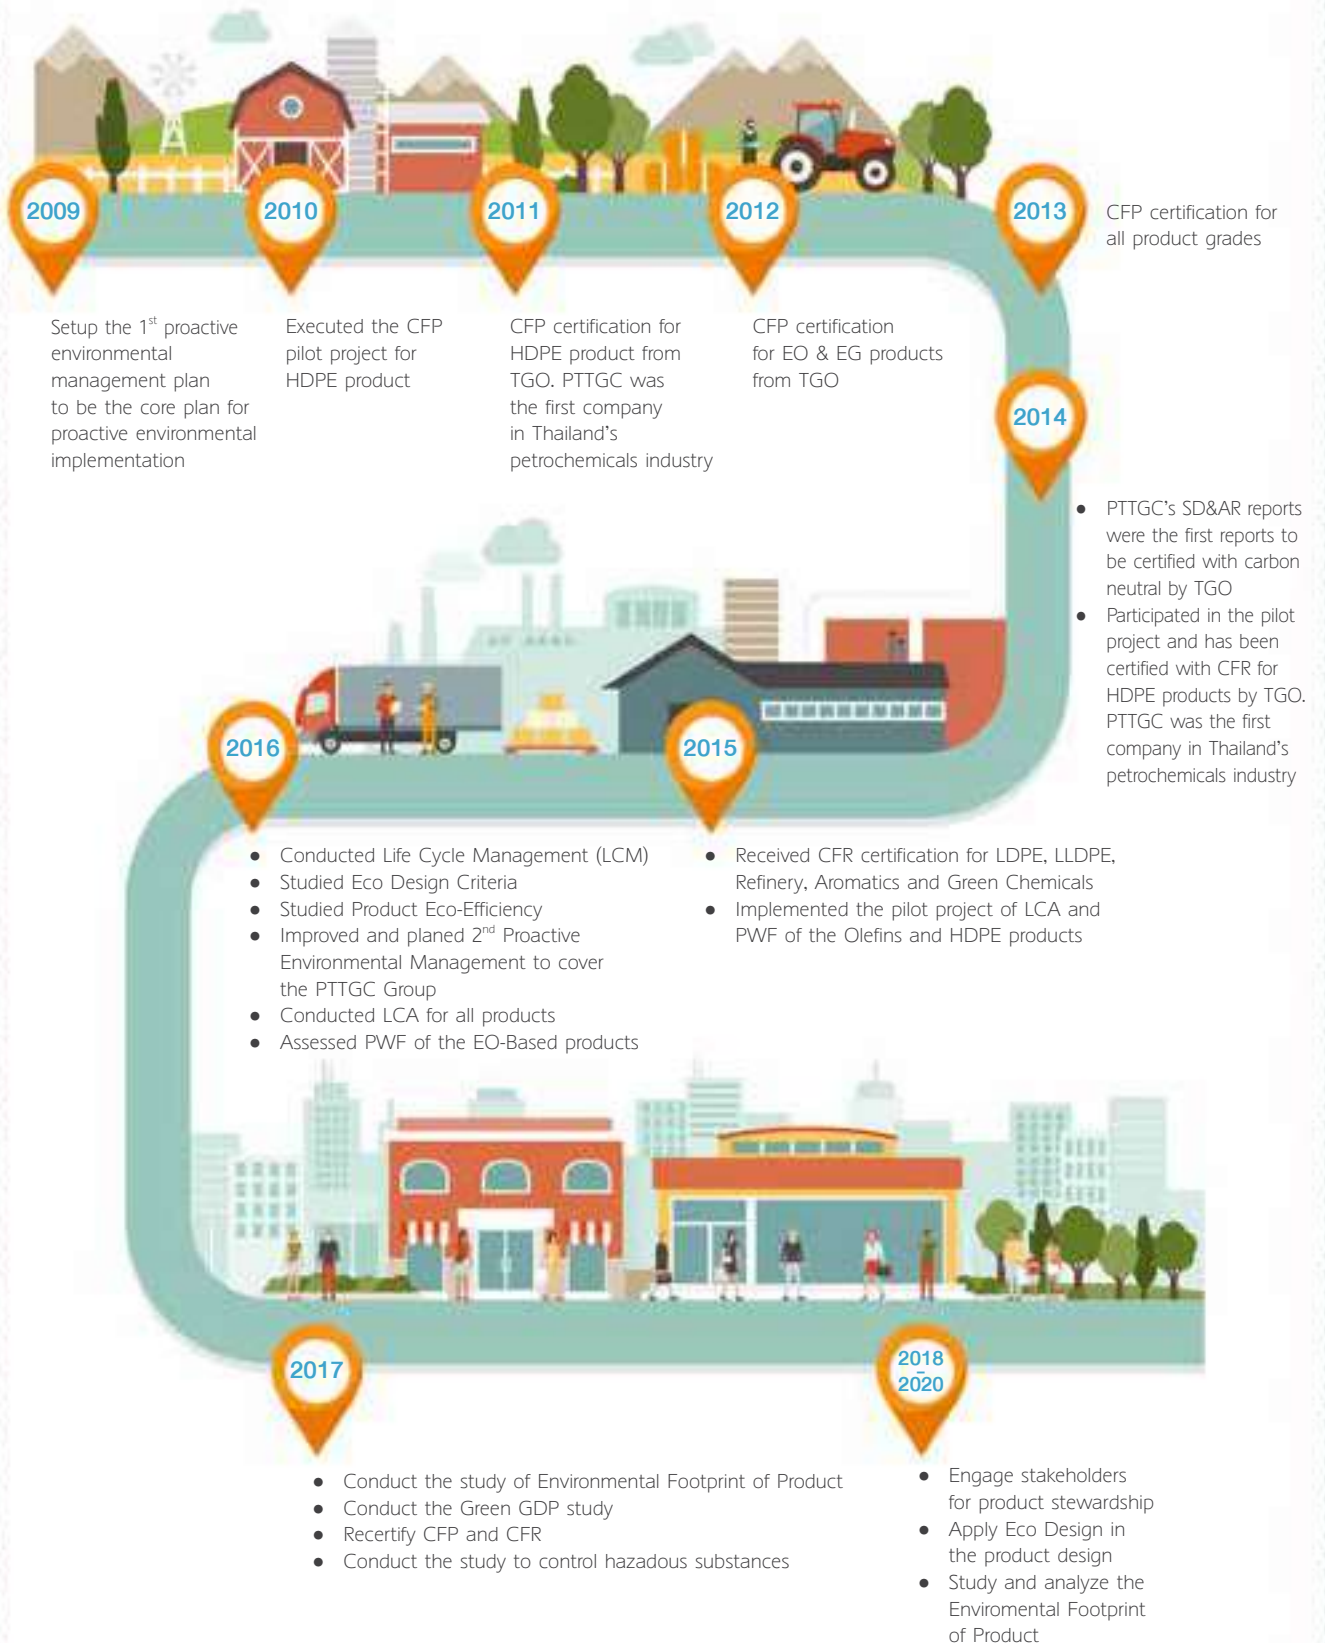 2009
Setup the 1st proactive
environmental
management plan
to be the core plan for
proactive environmental
implementation
2010
Executed the CFP
pilot project for
HDPE product
2011
CFP certification for
HDPE product from
TGO. PTTGC was
the first company
in Thailand's
petrochemicals industry
2012
CFP certification
for EO & EG products
from TGO
2013
CFP certification for
all product grades
2014
● PTTGC's SD&AR reports
were the first reports to
be certified with carbon
neutral by TGO
● Participated in the pilot
project and has been
certified with CFR for
HDPE products by TGO.
PTTGC was the first
company in Thailand's
petrochemicals industry
2015
● Received CFR certification for LDPE, LLDPE,
Refinery, Aromatics and Green Chemicals
● Implemented the pilot project of LCA and
PWF of the Olefins and HDPE products
2016
● Conducted Life Cycle Management (LCM)
● Studied Eco Design Criteria
● Studied Product Eco-Efficiency
● Improved and planed 2nd Proactive
Environmental Management to cover
the PTTGC Group
● Conducted LCA for all products
● Assessed PWF of the EO-Based products
2017
● Conduct the study of Environmental Footprint of Product
● Conduct the Green GDP study
● Recertify CFP and CFR
● Conduct the study to control hazadous substances
2018
-
2020
● Engage stakeholders
for product stewardship
● Apply Eco Design in
the product design
● Study and analyze the
Enviromental Footprint
of Product